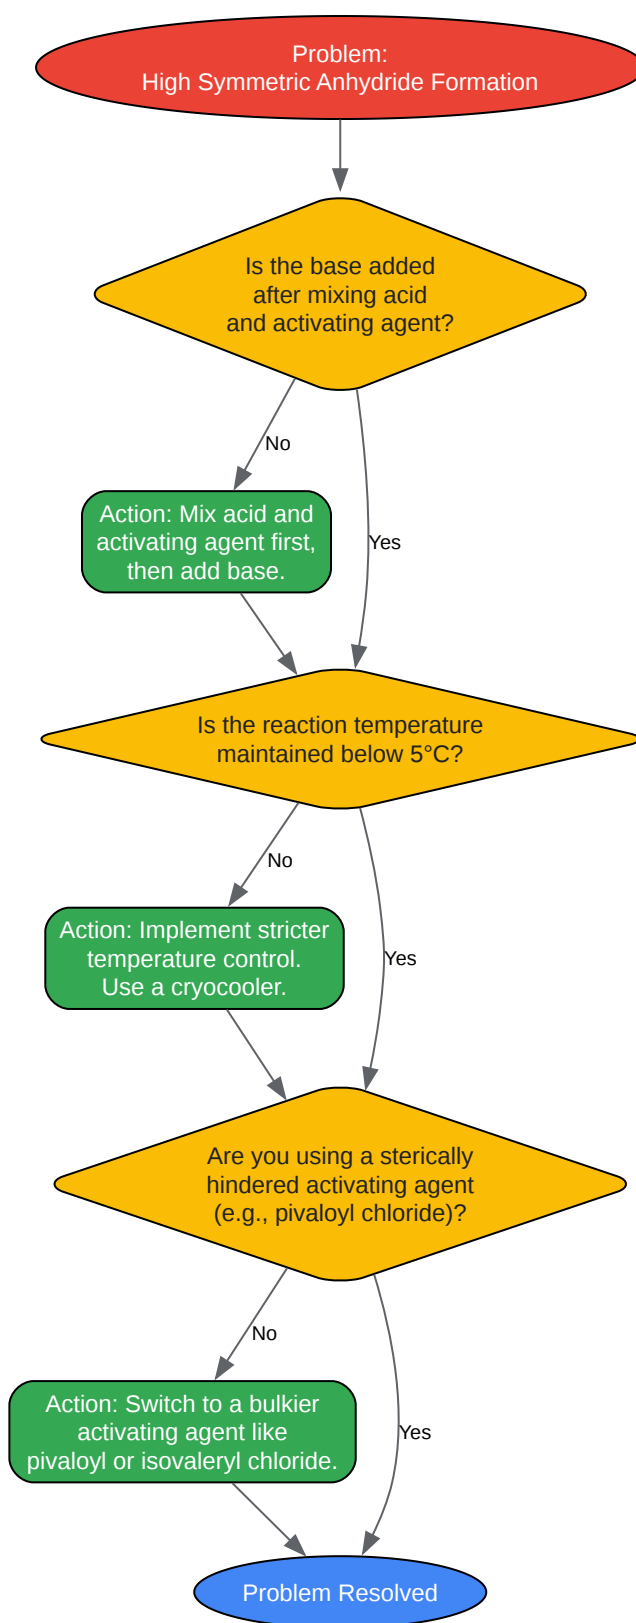 Problem:
High Symmetric Anhydride Formation
Is the base added
after mixing acid
and activating agent?
No
Yes
Action: Mix acid and
activating agent first,
then add base.
Is the reaction temperature
maintained below 5°C?
No
Yes
Action: Implement stricter
temperature control.
Use a cryocooler.
Are you using a sterically
hindered activating agent
(e.g., pivaloyl chloride)?
No
Yes
Action: Switch to a bulkier
activating agent like
pivaloyl or isovaleryl chloride.
Problem Resolved